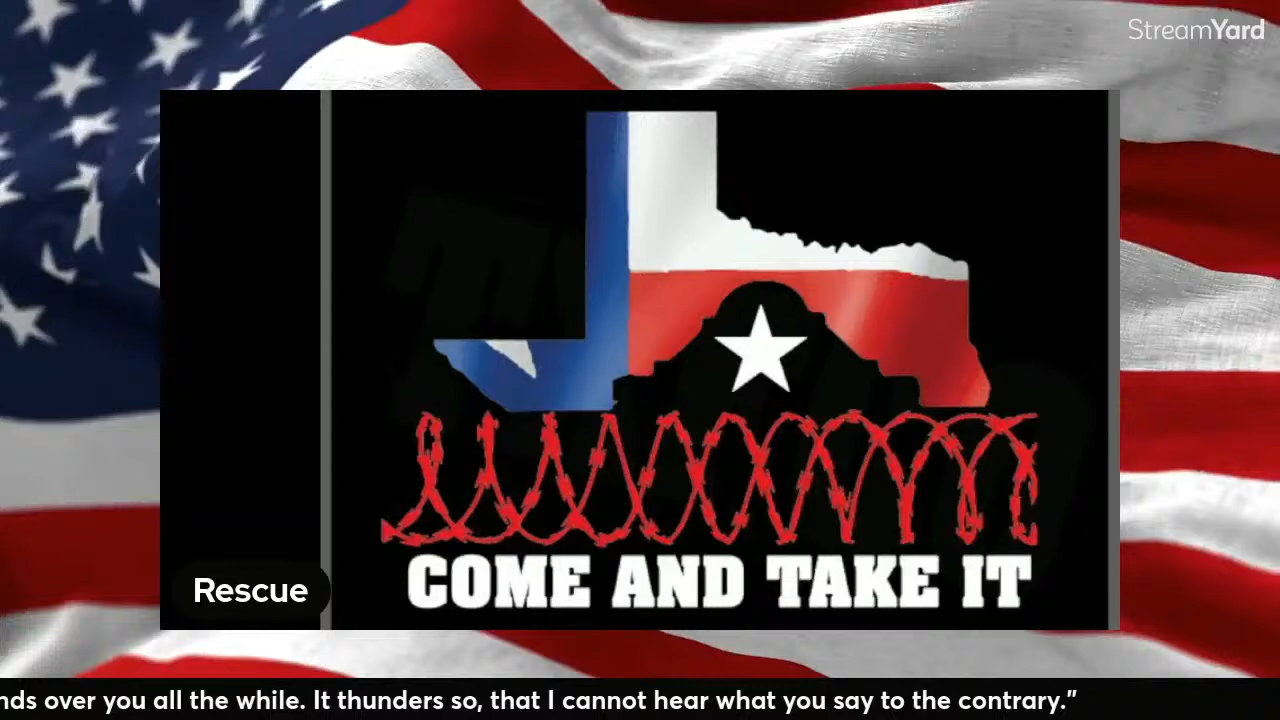 StreamYard
COME AND TAKE IT
Rescue
nds over you all the while. It thunders so, that I cannot hear what you say to the contrary.”